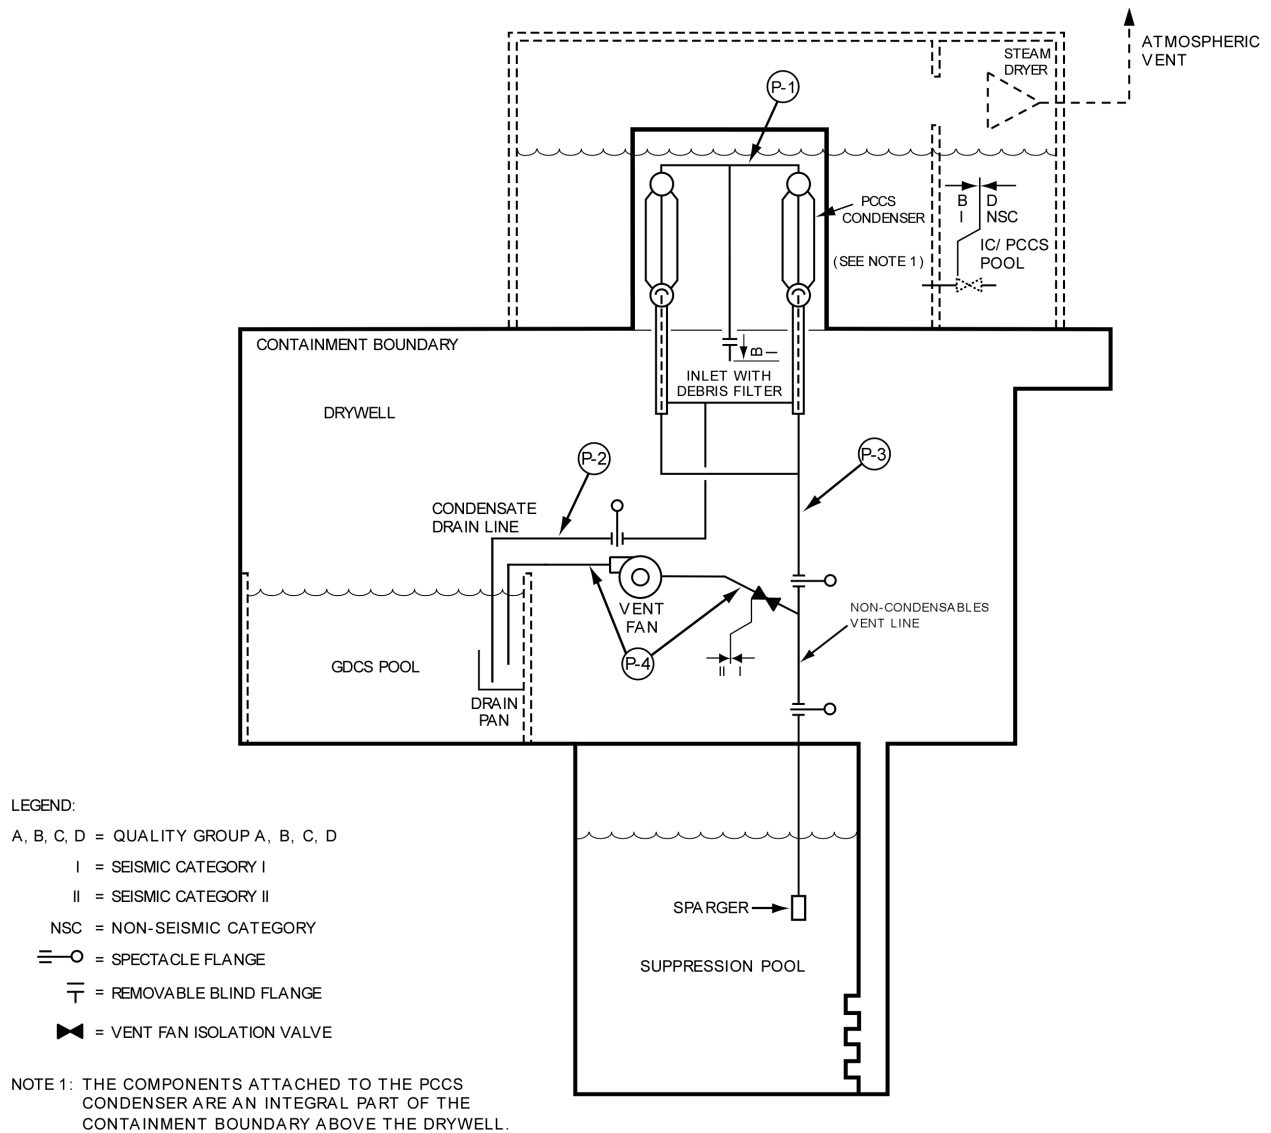 ATMOSPHERIC
VENT
STEAM
DRYER
P-1
B D
I NSC
PCCS
CONDENSER
(SEE NOTE 1)
IC/ PCCS
POOL
CONTAINMENT BOUNDARY
B
I
INLET WITH
DEBRIS FILTER
DRYWELL
P-2
P-3
CONDENSATE
DRAIN LINE
VENT
FAN
NON-CONDENSABLES
VENT LINE
P-4
II I
GDCS POOL
DRAIN
PAN
SPARGER
SUPPRESSION POOL
LEGEND:
A, B, C, D = QUALITY GROUP A, B, C, D
I = SEISMIC CATEGORY I
II = SEISMIC CATEGORY II
NSC = NON-SEISMIC CATEGORY
= SPECTACLE FLANGE
= REMOVABLE BLIND FLANGE
= VENT FAN ISOLATION VALVE
NOTE 1: THE COMPONENTS ATTACHED TO THE PCCS
CONDENSER ARE AN INTEGRAL PART OF THE
CONTAINMENT BOUNDARY ABOVE THE DRYWELL.